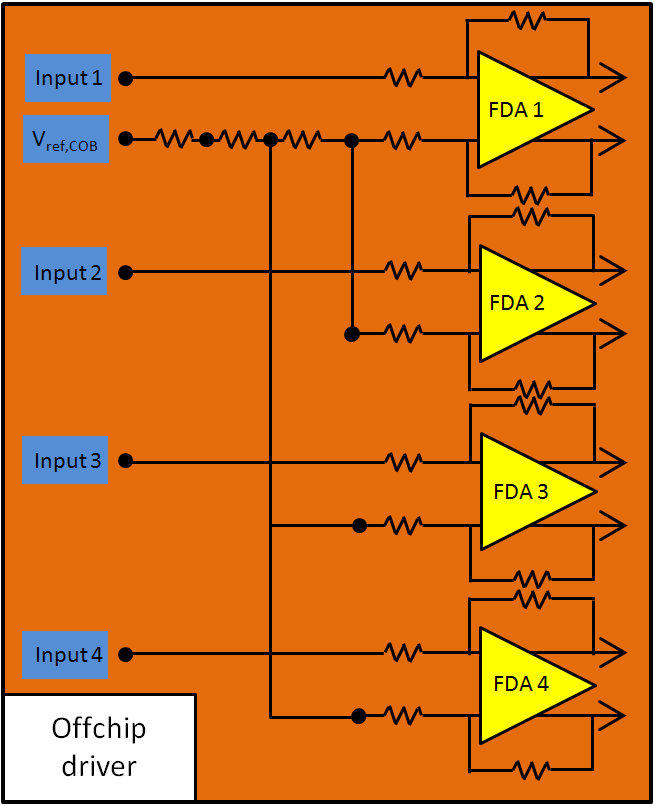 Input 1
FDA 1
Vref,COB
Input 2
FDA 2
Input 3
FDA 3
Input 4
FDA 4
Offchip
driver